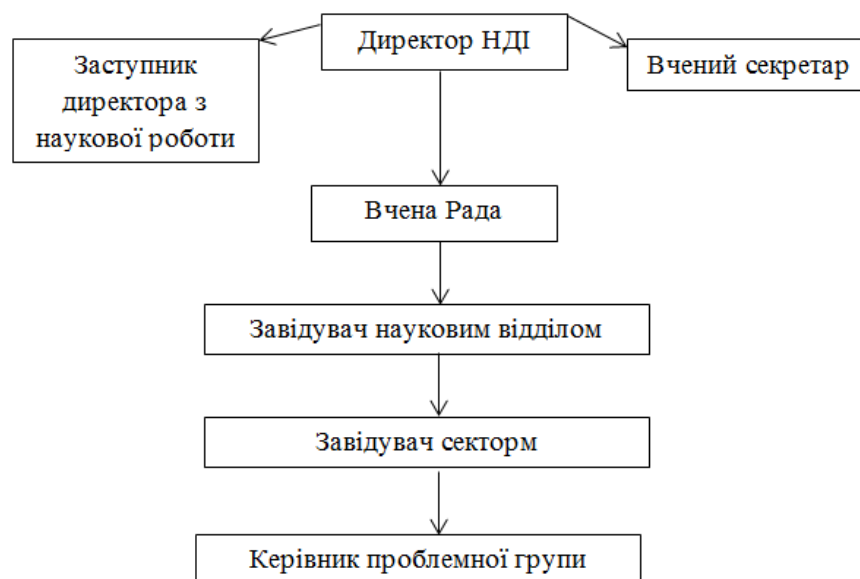 Директор НДІ
Заступник
директора з
наукової роботи
Вчений секретар
Вчена Рада
Завідувач науковим відділом
Завідувач секторм
Керівник проблемної групи